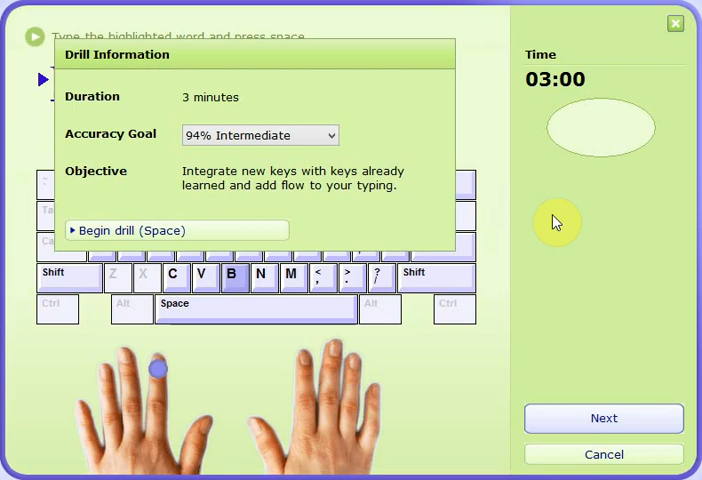 Type the highlighted word and press space.
Drill Information
Duration 3 minutes
Accuracy Goal 94% Intermediate
Objective Integrate new keys with keys already
learned and add flow to your typing.
Begin drill (Space)
Time
03:00
Shift Z X C V B N M < , > . ? / Shift
Ctrl Alt Space Alt Ctrl
Next
Cancel